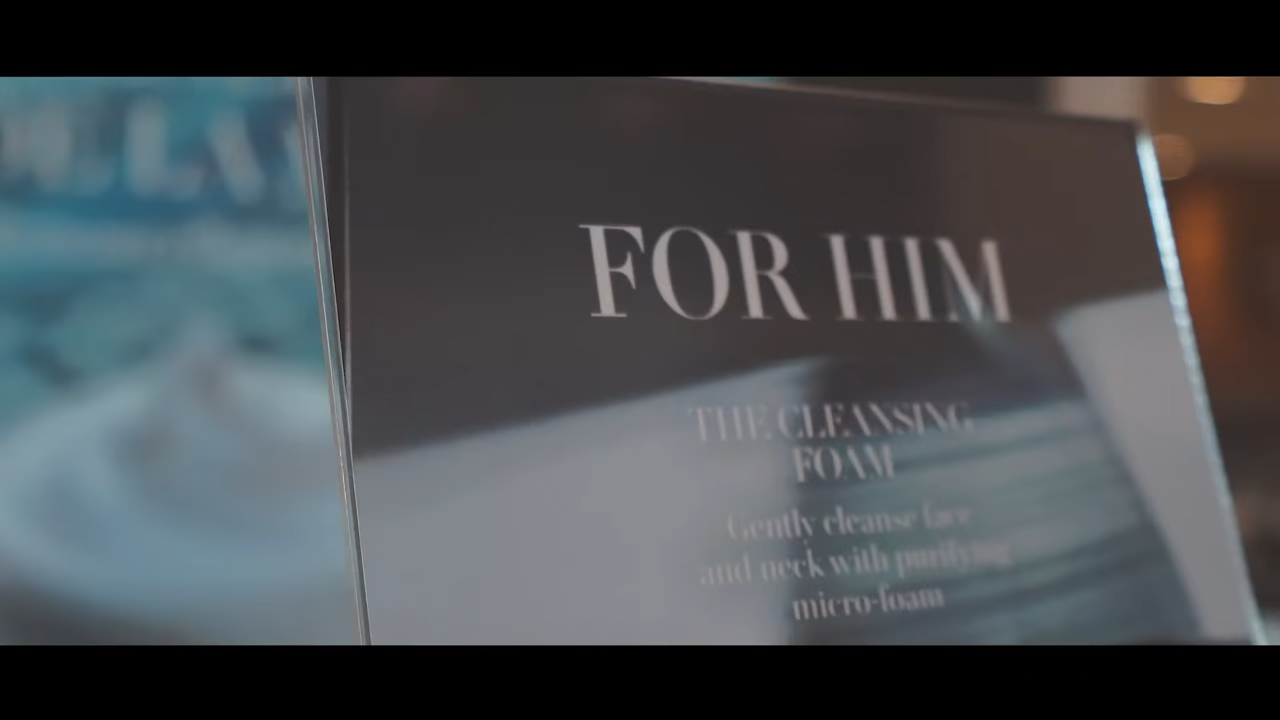 FOR HIM
THE CLEANSING
FOAM
Gently cleanse face
and neck with purifying
micro-foam